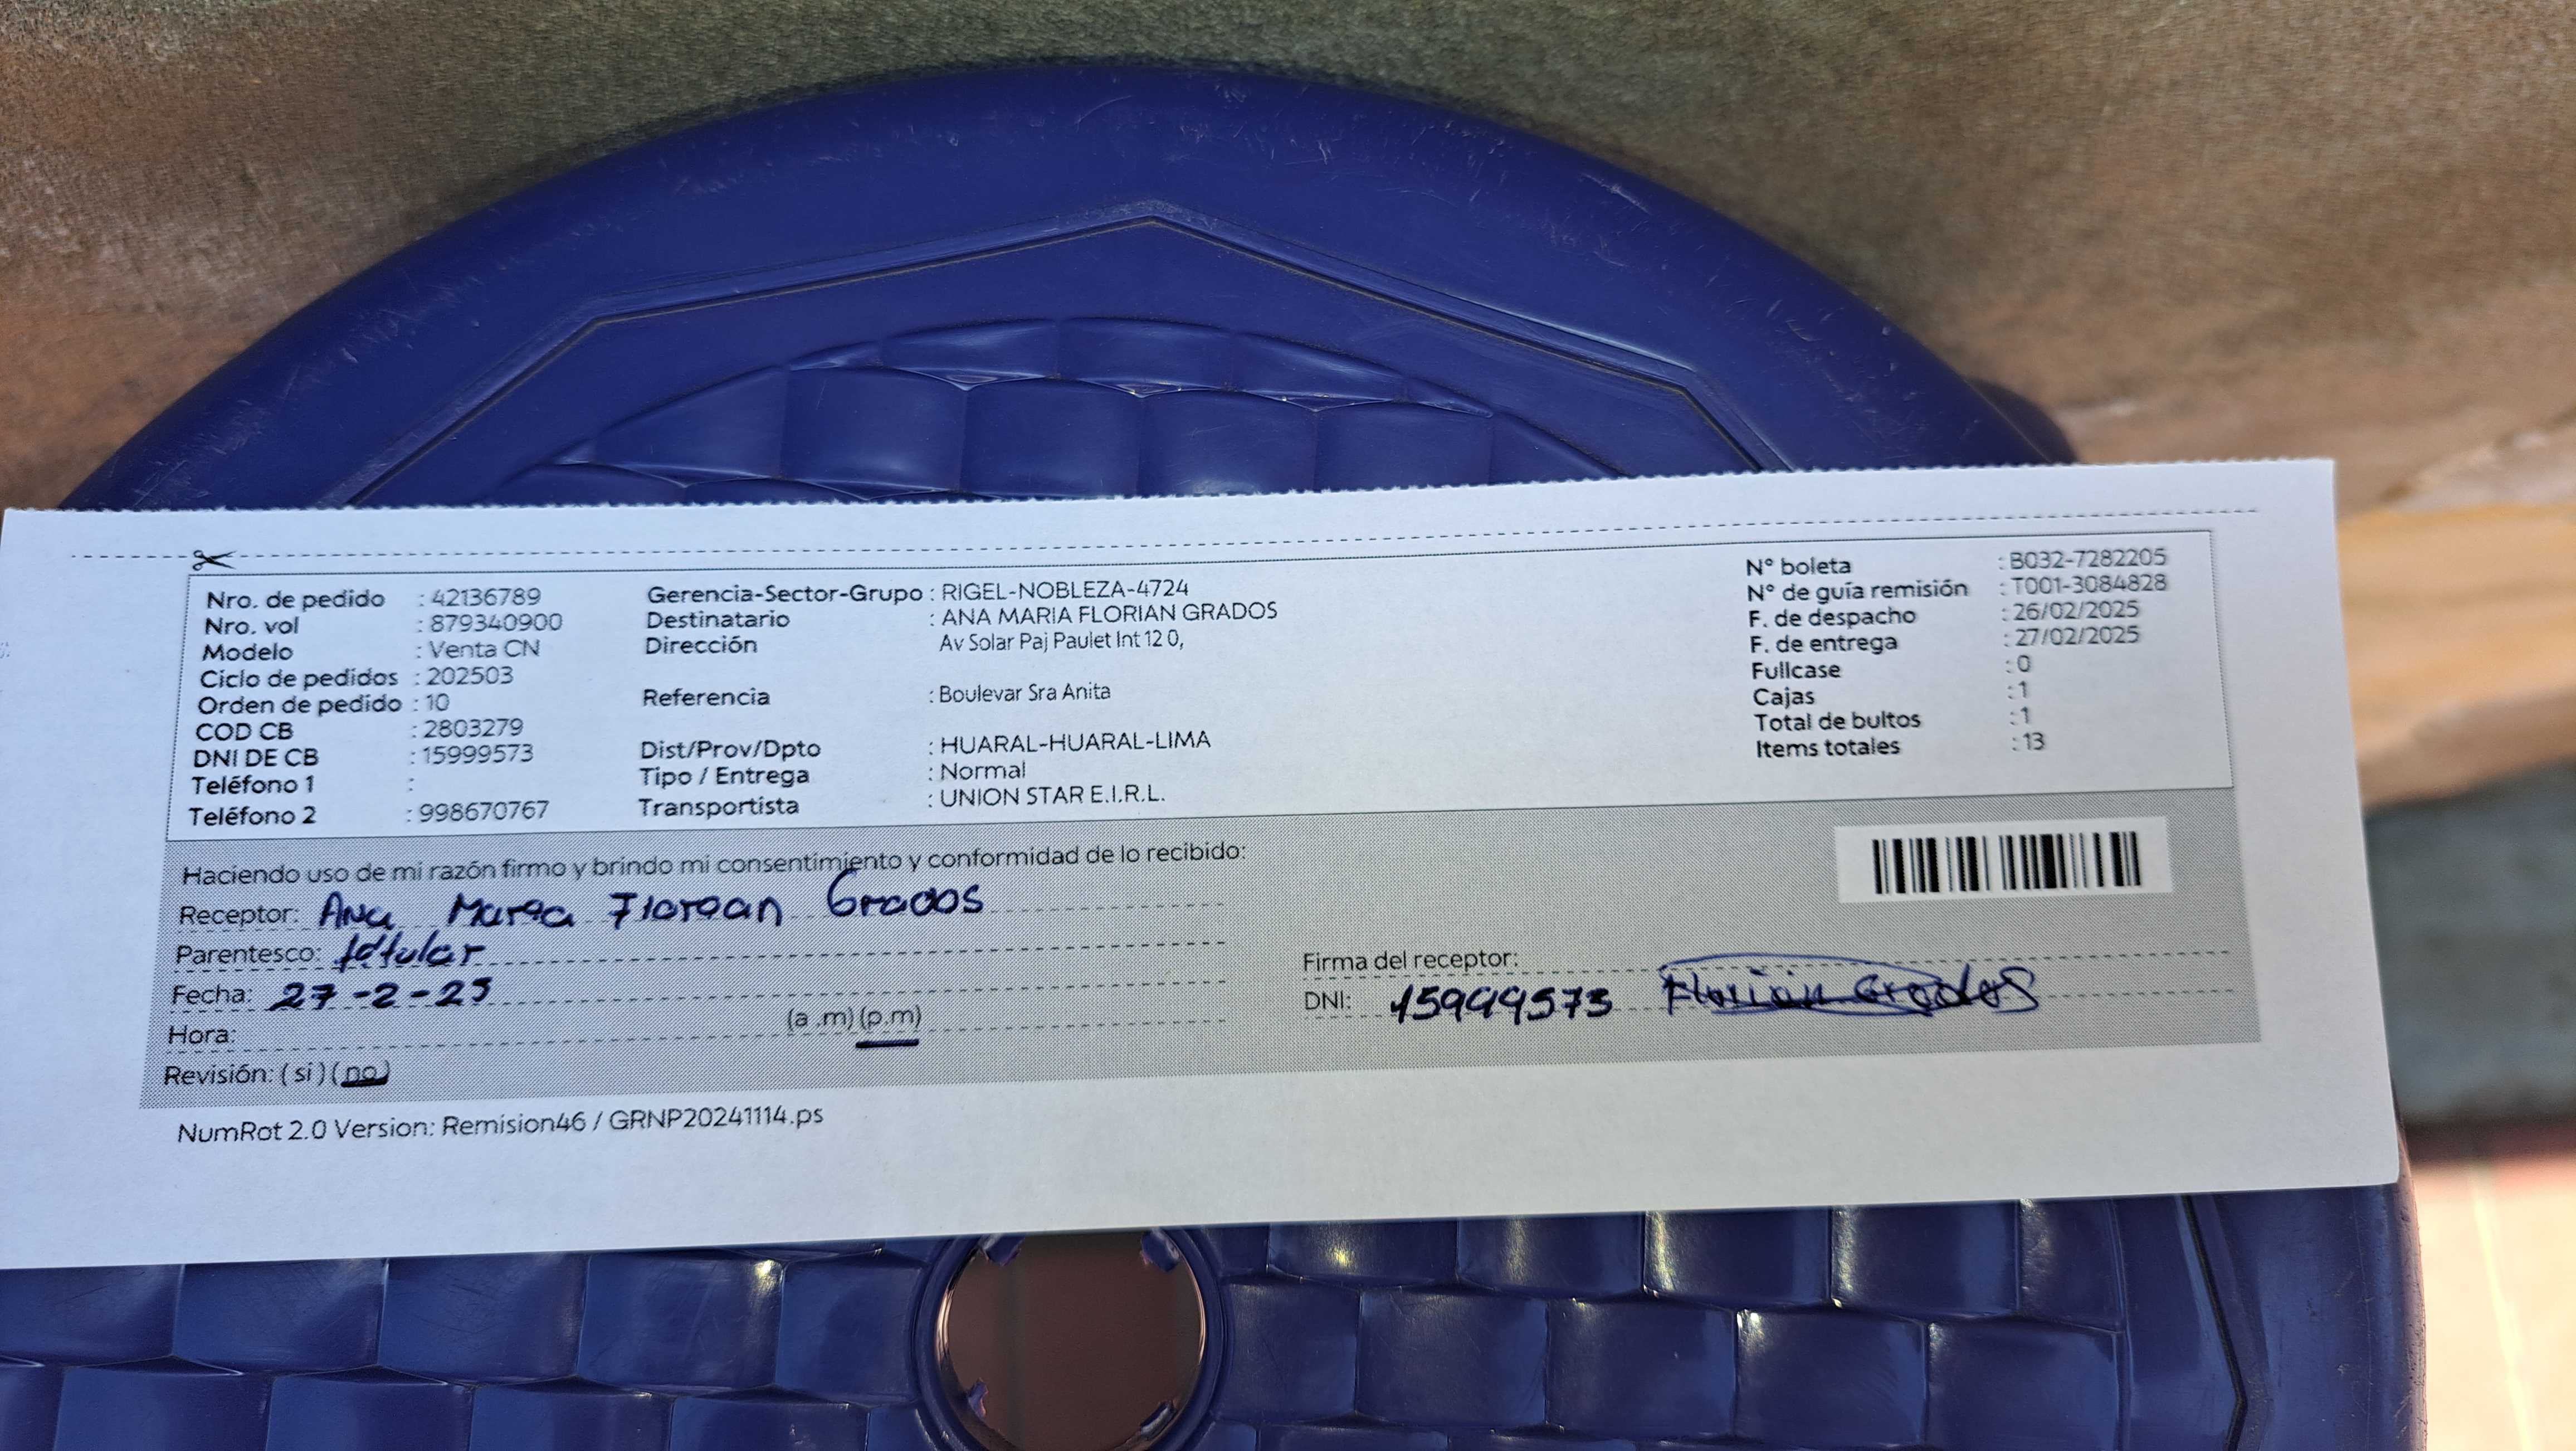 Nro. de pedido : 42136789
Nro. vol : 879340900
Modelo : Venta CN
Ciclo de pedidos : 202503
Orden de pedido : 10
COD CB : 2803279
DNI DE CB : 15999573
Teléfono 1 :
Teléfono 2 : 998670767
Gerencia-Sector-Grupo : RIGEL-NOBLEZA-4724
Destinatario : ANA MARIA FLORIAN GRADOS
Dirección Av Solar Paj Paulet Int 12 0,
Referencia : Boulevar Sra Anita
Dist/Prov/Dpto : HUARAL-HUARAL-LIMA
Tipo / Entrega : Normal
Transportista : UNION STAR E.I.R.L.
N° boleta : B032-7282205
N° de guía remisión : T001-3084828
F. de despacho : 26/02/2025
F. de entrega : 27/02/2025
Fullcase : 0
Cajas : 1
Total de bultos : 1
Items totales : 13
Haciendo uso de mi razón firmo y brindo mi consentimiento y conformidad de lo recibido:
Receptor: Ana Maria Florian Grados
Parentesco: titular
Fecha: 27-2-25
Hora: (a .m) (p.m)
Revisión: ( si ) ( no )
Firma del receptor:
DNI: 15999573 Florian Grados
NumRot 2.0 Version: Remision46 / GRNP20241114.ps